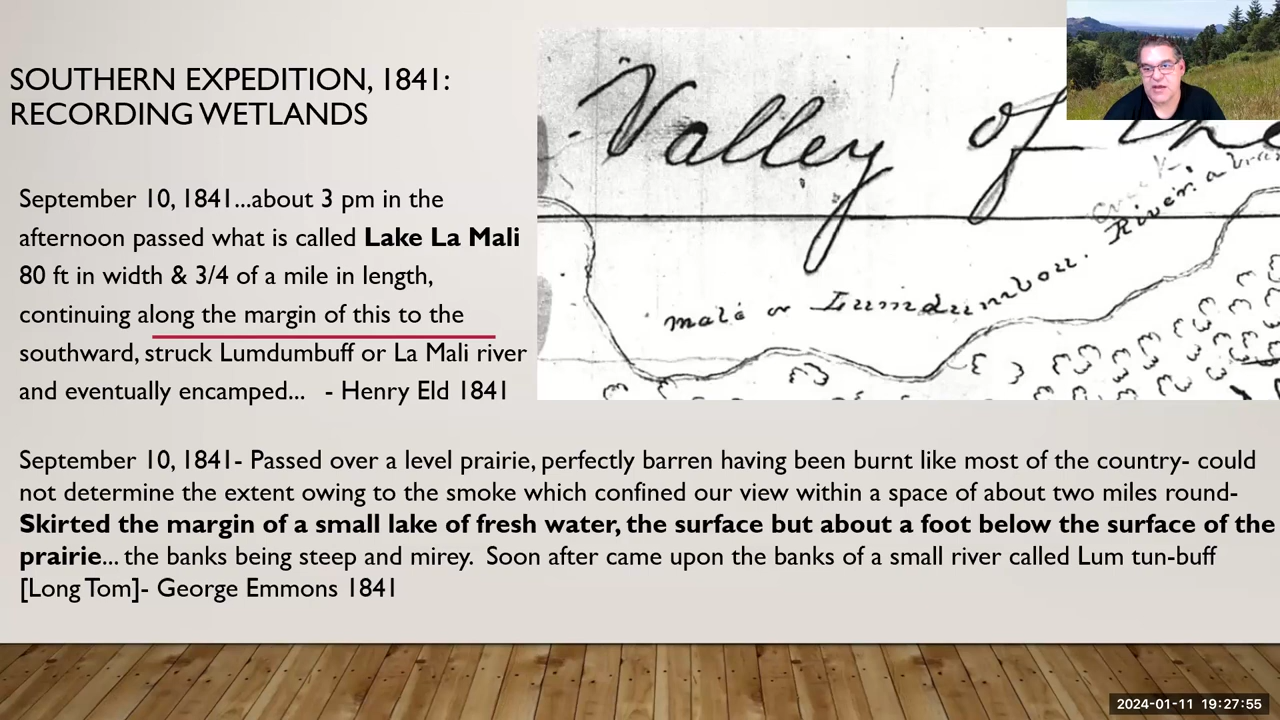 SOUTHERN EXPEDITION, 1841:
RECORDING WETLANDS
September 10, 1841...about 3 pm in the
afternoon passed what is called Lake La Mali
80 ft in width & 3/4 of a mile in length,
continuing along the margin of this to the
southward, struck Lumdumbuff or La Mali river
and eventually encamped... - Henry Eld 1841
Valley of the
River. a
malé or Lumdumbou.
September 10, 1841- Passed over a level prairie, perfectly barren having been burnt like most of the country- could
not determine the extent owing to the smoke which confined our view within a space of about two miles round-
Skirted the margin of a small lake of fresh water, the surface but about a foot below the surface of the
prairie... the banks being steep and mirey. Soon after came upon the banks of a small river called Lum tun-buff
[Long Tom]- George Emmons 1841
2024-01-11 19:27:55